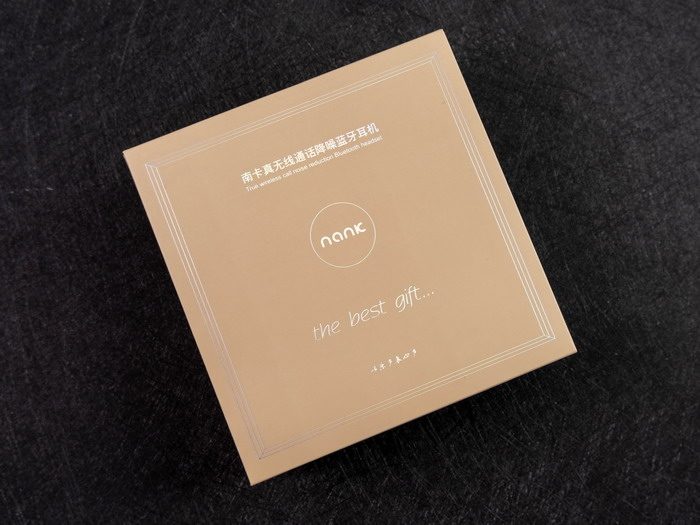 南卡真无线通话降噪蓝牙耳机
True wireless call noise reduction Bluetooth headset
nank
the best gift...